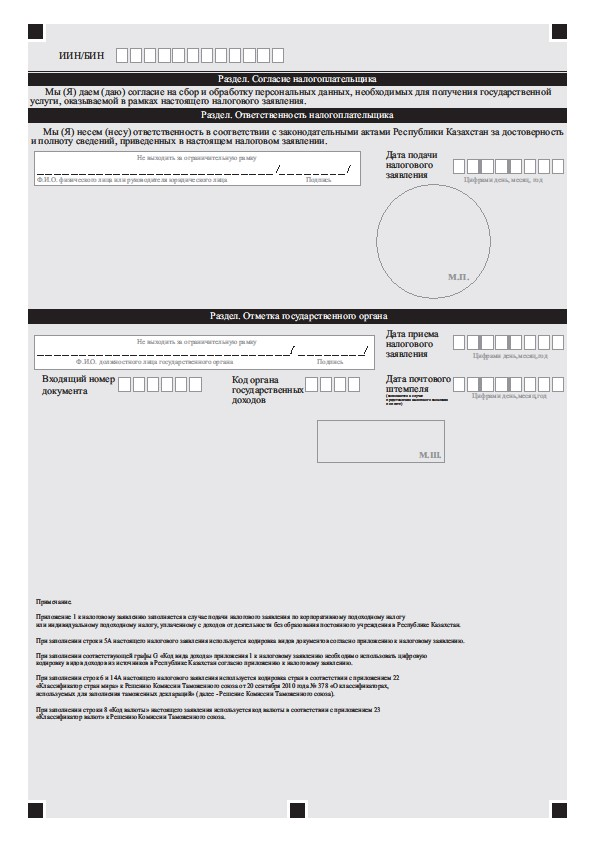 ИИН/БИН
Раздел. Согласие налогоплательщика
Мы (Я) даем (даю) согласие на сбор и обработку персональных данных, необходимых для получения государственной
услуги, оказываемой в рамках настоящего налогового заявления.
Раздел. Ответственность налогоплательщика
Мы (Я) несем (несу) ответственность в соответствии с законодательными актами Республики Казахстан за достоверность
и полноту сведений, приведенных в настоящем налоговом заявлении.
Не выходить за ограничительную рамку
/ /
Ф.И.О. физического лица или руководителя юридического лица Подпись
Дата подачи
налогового
заявления
Цифрами день, месяц, год
М.П.
Раздел. Отметка государственного органа
Не выходить за ограничительную рамку
/ /
Ф.И.О. должностного лица государственного органа Подпись
Дата приема
налогового
заявления
Цифрами день, месяц, год
Входящий номер
документа
Код органа
государственных
доходов
Дата почтового
штемпеля
Цифрами день, месяц, год
М.Ш.
Примечание.
Приложение 1 к налоговому заявлению заполняется в случае подачи налогового заявления по корпоративному подоходному налогу
или индивидуальному подоходному налогу, уплаченному с доходов от деятельности без образования постоянного учреждения в Республике Казахстан.
При заполнении строки 5А настоящего налогового заявления используется кодировка видов документов согласно приложению к налоговому заявлению.
При заполнении соответствующей графы G «Код вида дохода» приложения 1 к налоговому заявлению необходимо использовать цифровую
кодировку видов доходов из источников в Республике Казахстан согласно приложению к налоговому заявлению.
При заполнении строк 6 и 14А настоящего налогового заявления используется кодировка стран в соответствии с приложением 22
«Классификатор стран мира» к Решению Комиссии Таможенного союза от 20 сентября 2010 года № 378 «О классификаторах,
используемых для заполнения таможенных деклараций» (далее - Решение Комиссии Таможенного союза).
При заполнении строки 8 «Код валюты» настоящего заявления используется код валюты в соответствии с приложением 23
«Классификатор валют» к Решению Комиссии Таможенного союза.